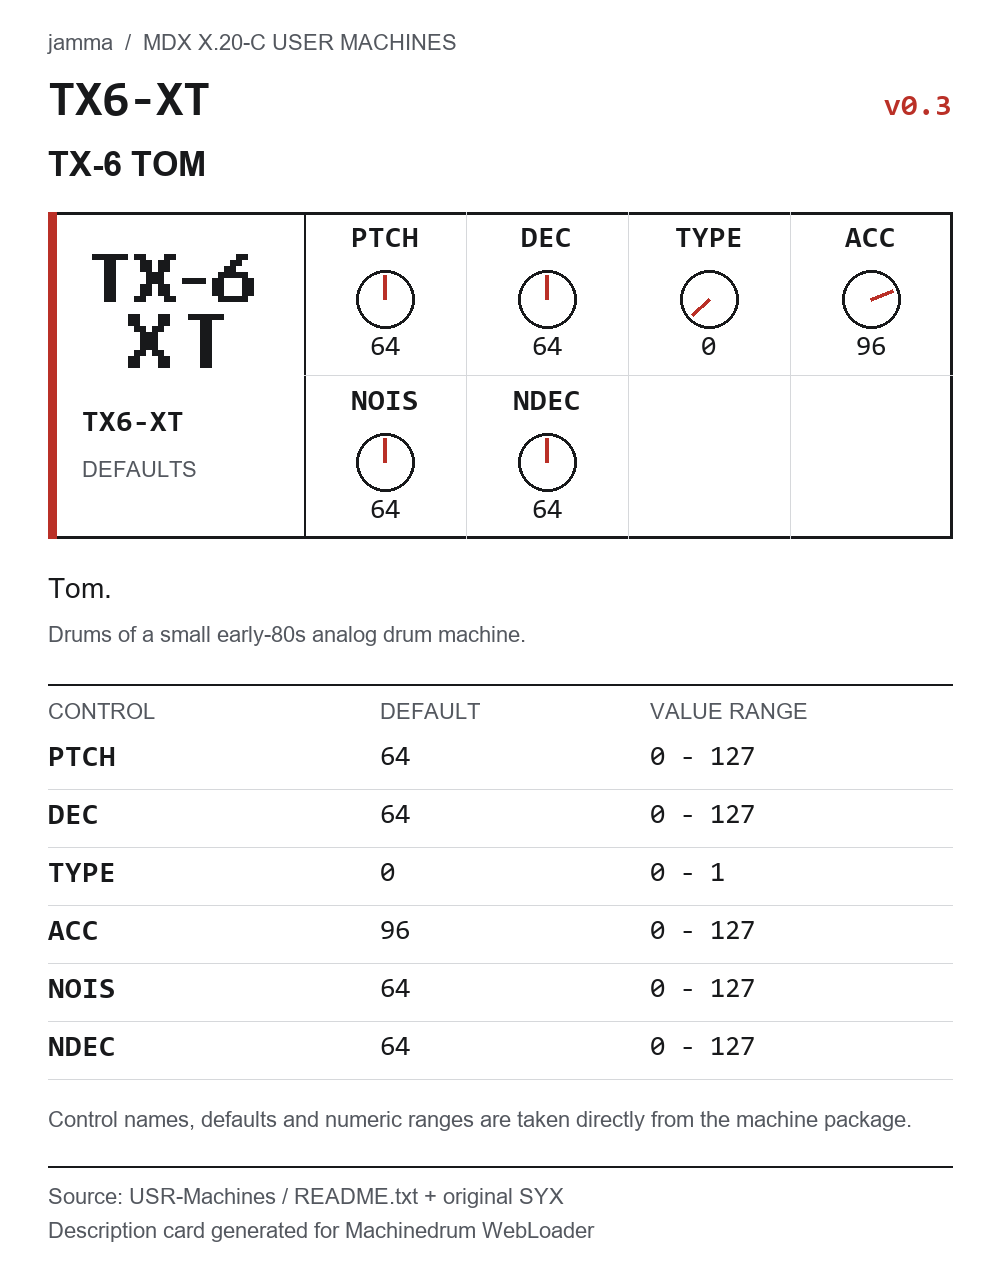 jamma / MDX X.20-C USER MACHINES
TX6-XT
v0.3
TX-6 TOM
TX-6
XT
TX6-XT
DEFAULTS
PTCH DEC TYPE ACC
64 64 0 96
NOIS NDEC
64 64
Tom.
Drums of a small early-80s analog drum machine.
CONTROL DEFAULT VALUE RANGE
PTCH 64 0 - 127
DEC 64 0 - 127
TYPE 0 0 - 1
ACC 96 0 - 127
NOIS 64 0 - 127
NDEC 64 0 - 127
Control names, defaults and numeric ranges are taken directly from the machine package.
Source: USR-Machines / README.txt + original SYX
Description card generated for Machinedrum WebLoader